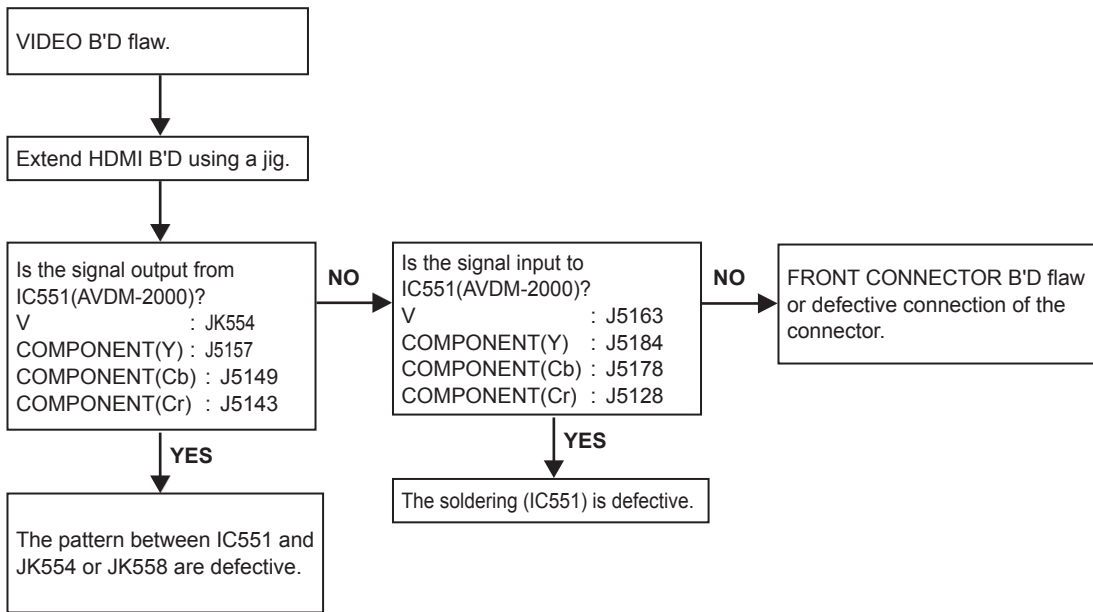 VIDEO B'D flaw.
Extend HDMI B'D using a jig.
Is the signal output from
IC551(AVDM-2000)?
V : JK554
COMPONENT(Y) : J5157
COMPONENT(Cb) : J5149
COMPONENT(Cr) : J5143
NO
Is the signal input to
IC551(AVDM-2000)?
V : J5163
COMPONENT(Y) : J5184
COMPONENT(Cb) : J5178
COMPONENT(Cr) : J5128
NO
FRONT CONNECTOR B'D flaw
or defective connection of the
connector.
YES
YES
The pattern between IC551 and
JK554 or JK558 are defective.
The soldering (IC551) is defective.